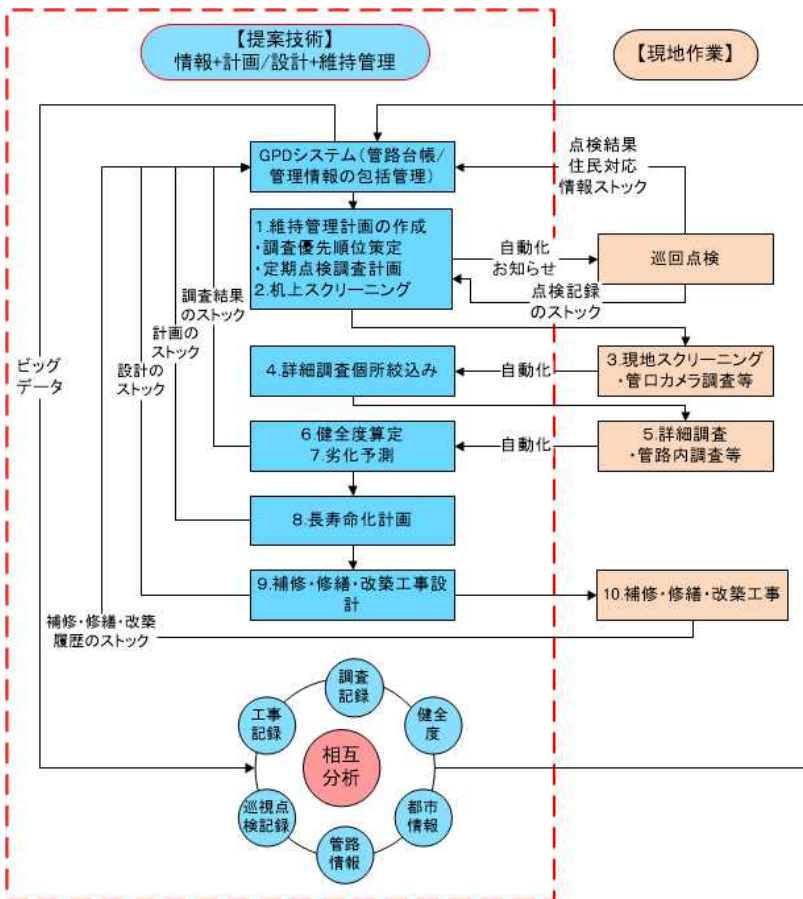 【提案技術】
情報+計画/設計+維持管理
【現地作業】
GPDシステム(管路台帳/
管理情報の包括管理)
点検結果
住民対応
情報ストック
1.維持管理計画の作成
・調査優先順位策定
・定期点検調査計画
2.机上スクリーニング
自動化
お知らせ
巡回点検
点検記録
のストック
調査結果
のストック
計画の
ストック
設計の
ストック
ビッグ
データ
4.詳細調査個所絞込み
自動化
3.現地スクリーニング
・管口カメラ調査等
6.健全度算定
7.劣化予測
自動化
5.詳細調査
・管路内調査等
8.長寿命化計画
9.補修・修繕・改築工事設
計
10.補修・修繕・改築工事
補修・修繕・改築
履歴のストック
調査
記録
工事
記録
健全
度
相互
分析
巡視点
検記録
都市
情報
管路
情報